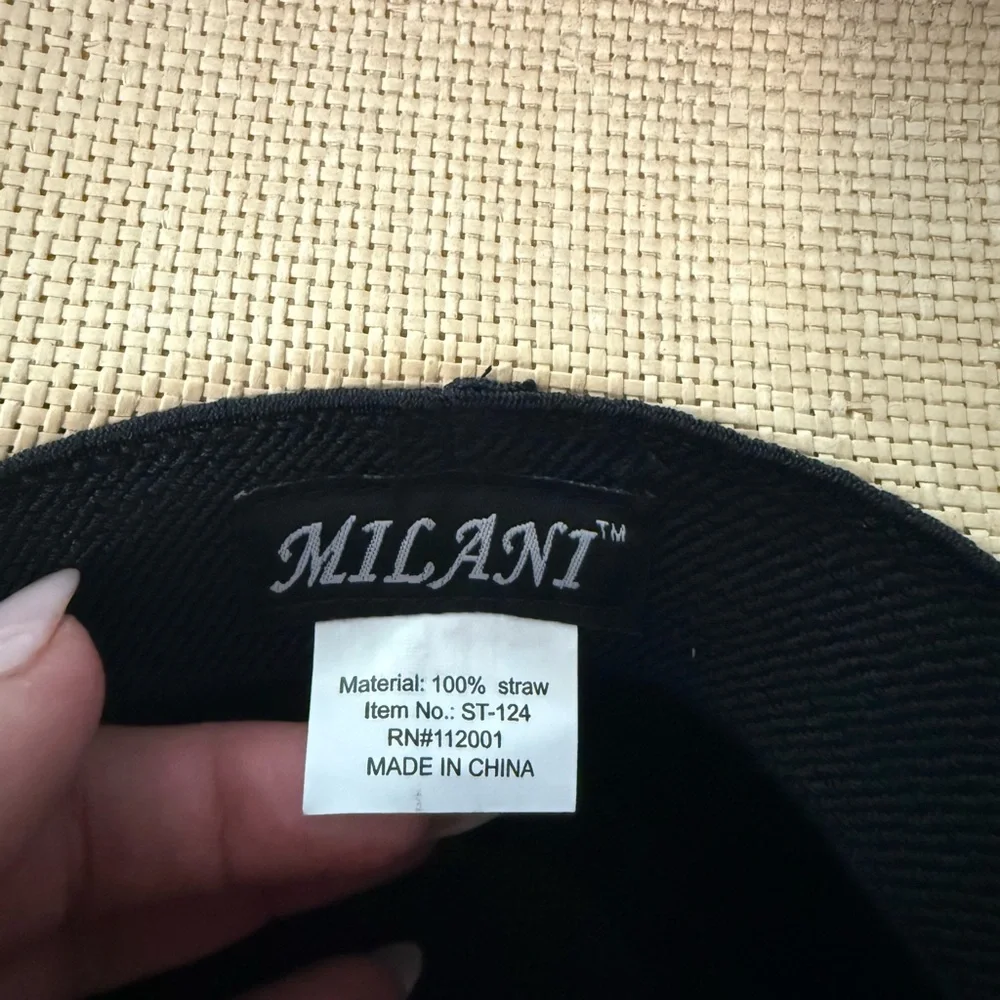 MILANI™
Material: 100% straw
Item No.: ST-124
RN#112001
MADE IN CHINA